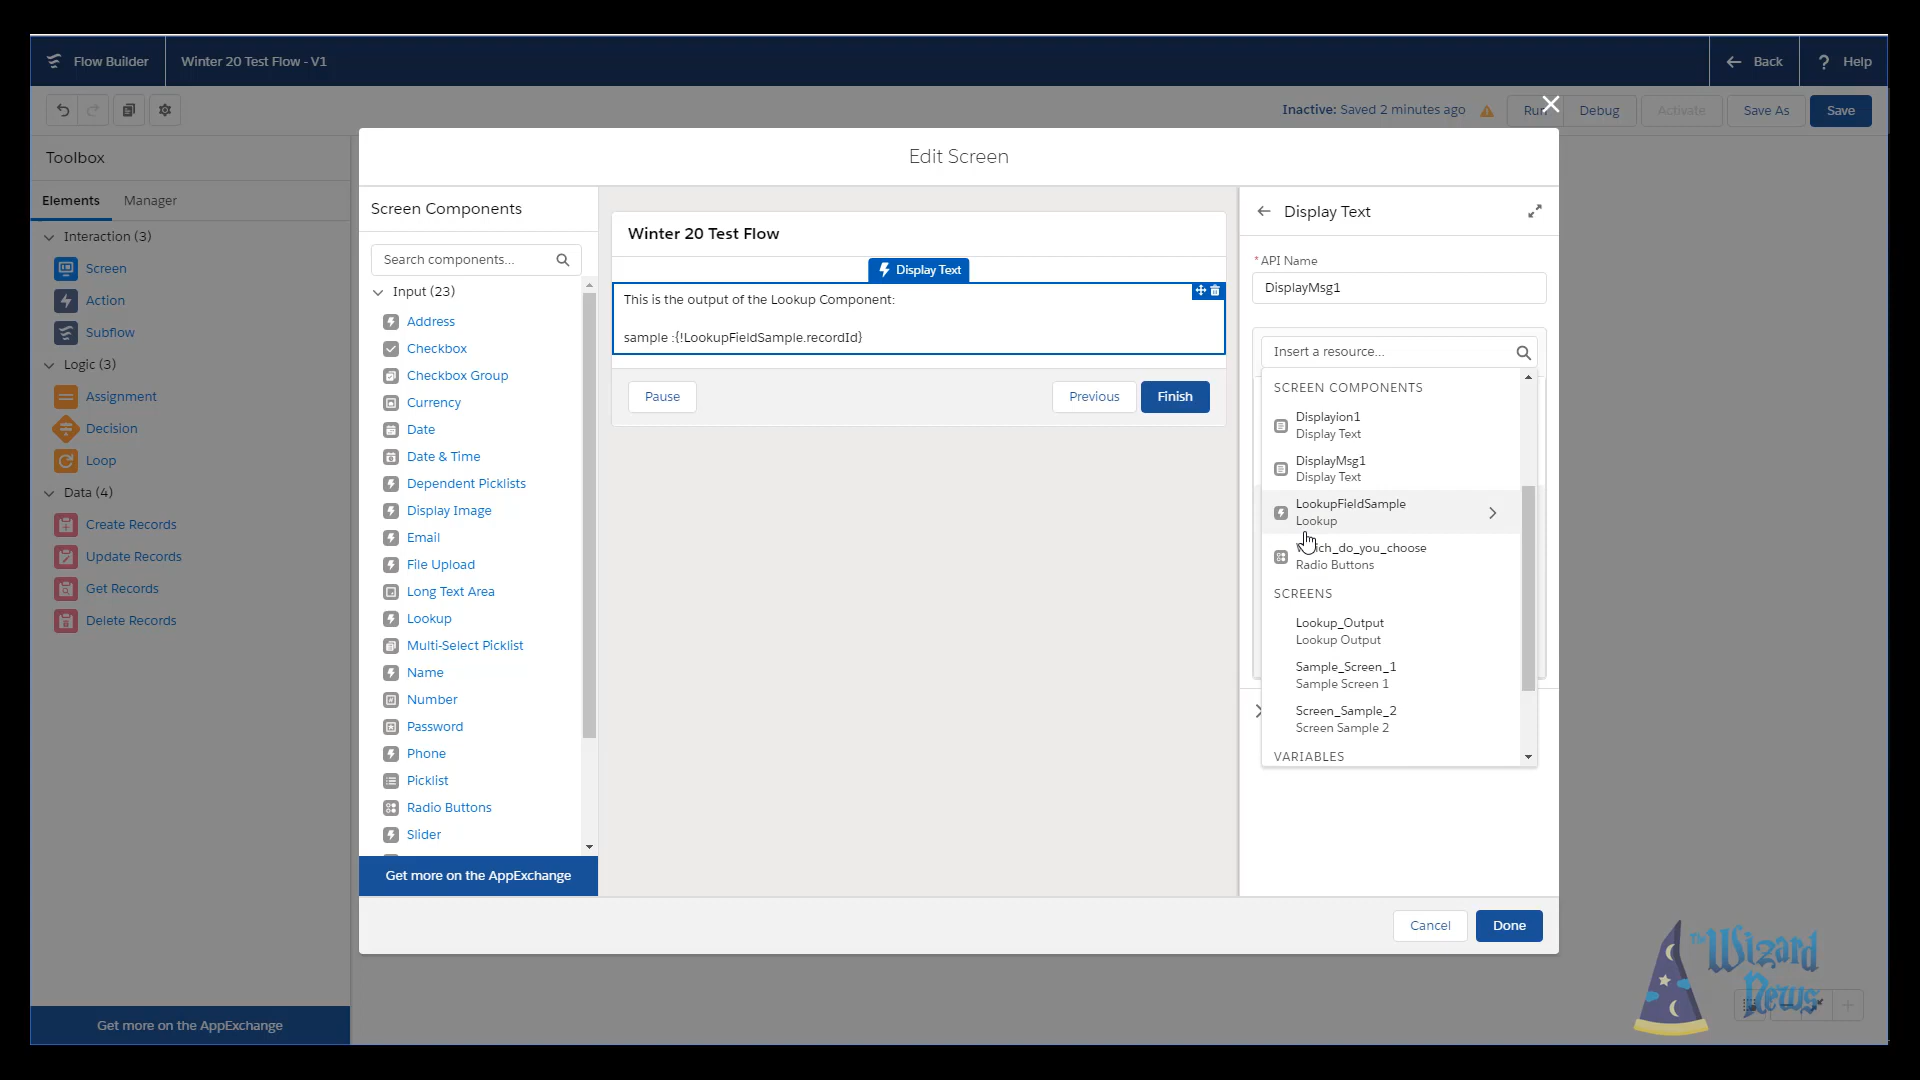 Flow Builder
Winter 20 Test Flow - V1
Back
? Help
Inactive: Saved 2 minutes ago
Run
Debug
Activate
Save As
Save
Toolbox
Elements
Manager
Interaction (3)
Screen
Action
Subflow
Logic (3)
Assignment
Decision
Loop
Data (4)
Create Records
Update Records
Get Records
Delete Records
Get more on the AppExchange
Edit Screen
Screen Components
Search components...
Input (23)
Address
Checkbox
Checkbox Group
Currency
Date
Date & Time
Dependent Picklists
Display Image
Email
File Upload
Long Text Area
Lookup
Multi-Select Picklist
Name
Number
Password
Phone
Picklist
Radio Buttons
Slider
Get more on the AppExchange
Winter 20 Test Flow
Display Text
This is the output of the Lookup Component:
sample :{!LookupFieldSample.recordId}
Pause
Previous
Finish
Display Text
* API Name
DisplayMsg1
Insert a resource...
SCREEN COMPONENTS
Displayion1
Display Text
DisplayMsg1
Display Text
LookupFieldSample
Lookup
Which_do_you_choose
Radio Buttons
SCREENS
Lookup_Output
Lookup Output
Sample_Screen_1
Sample Screen 1
Screen_Sample_2
Screen Sample 2
VARIABLES
Cancel
Done
The Wizard
News